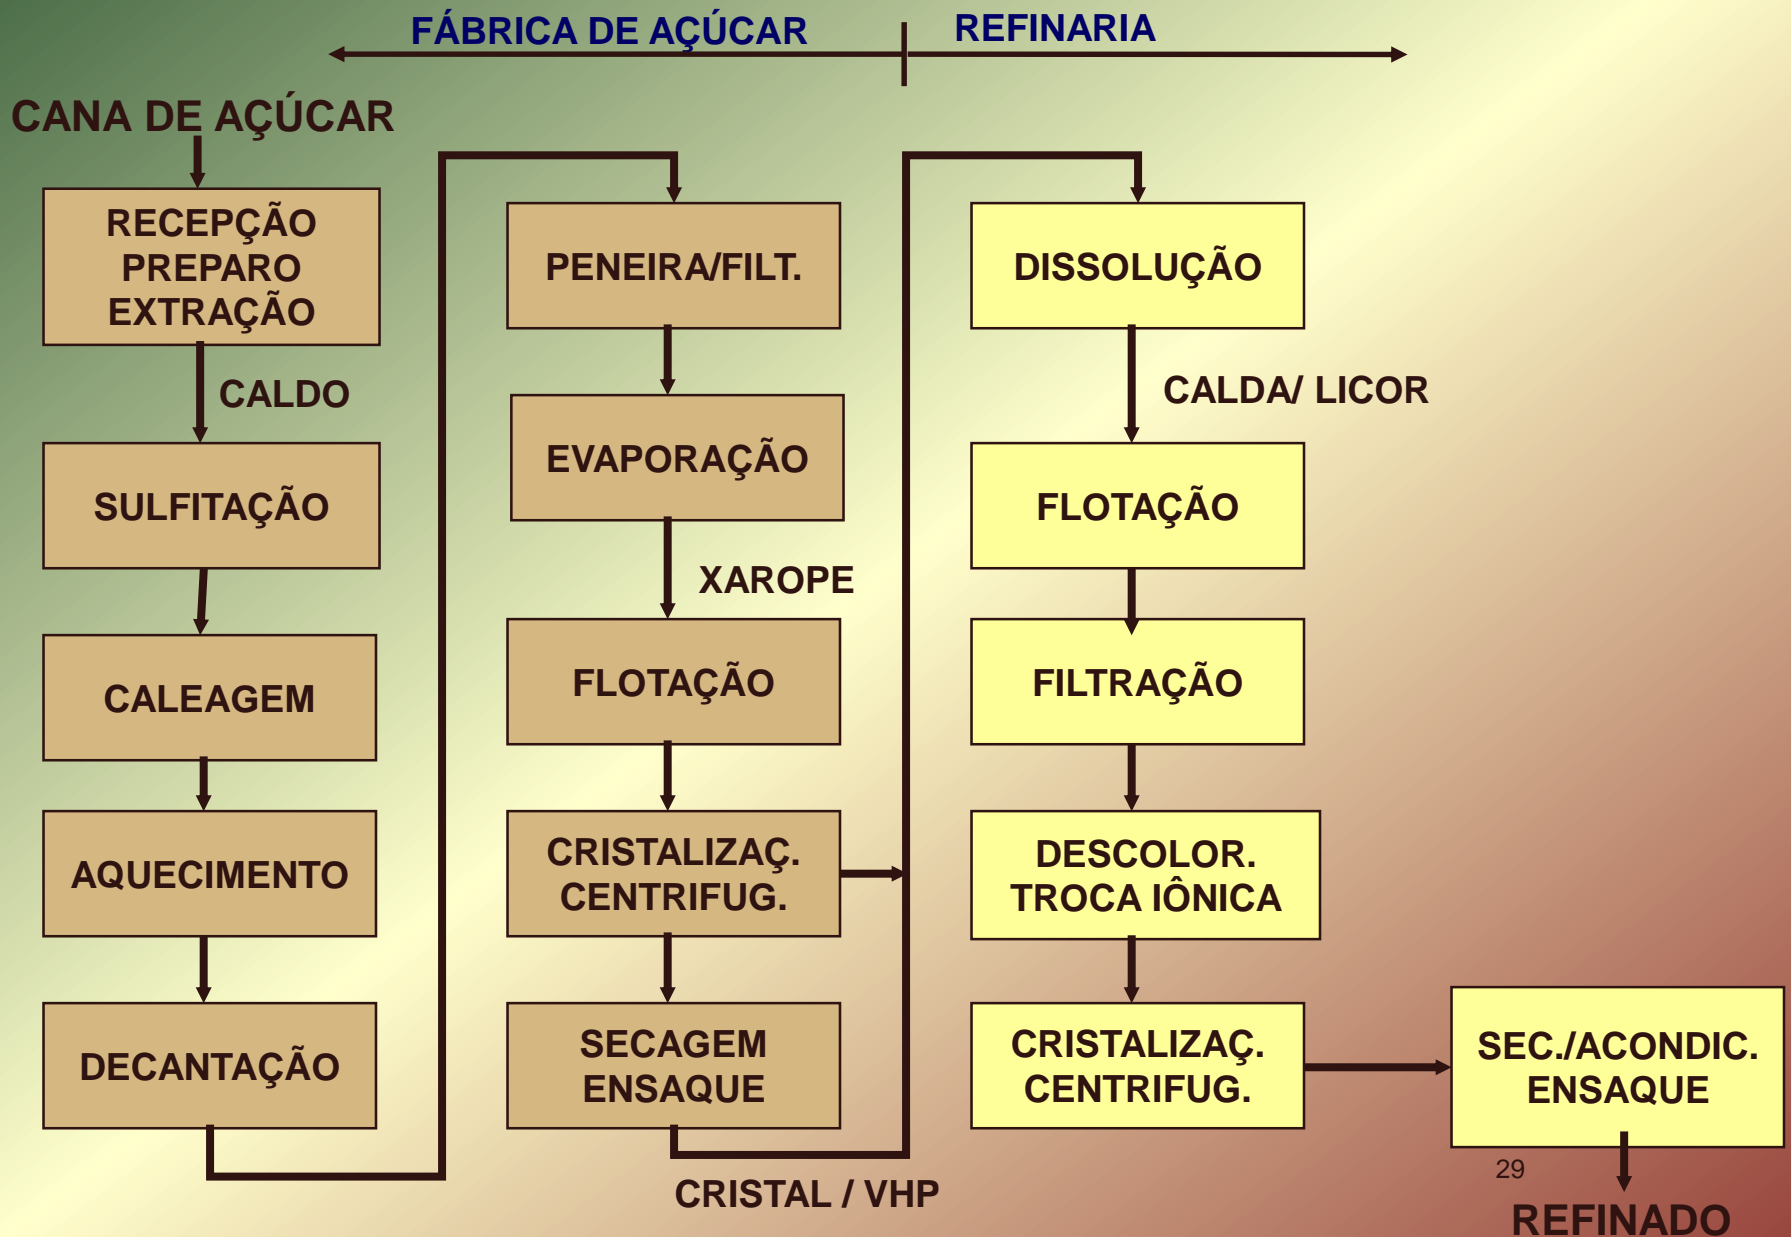 FÁBRICA DE AÇÚCAR
REFINARIA
CANA DE AÇÚCAR
RECEPÇÃO
PREPARO
EXTRAÇÃO
CALDO
SULFITAÇÃO
CALEAGEM
AQUECIMENTO
DECANTAÇÃO
PENEIRA/FILT.
EVAPORAÇÃO
XAROPE
FLOTAÇÃO
CRISTALIZAÇ.
CENTRIFUG.
SECAGEM
ENSAQUE
CRISTAL / VHP
DISSOLUÇÃO
CALDA/ LICOR
FLOTAÇÃO
FILTRAÇÃO
DESCOLOR.
TROCA IÔNICA
CRISTALIZAÇ.
CENTRIFUG.
SEC./ACONDIC.
ENSAQUE
29
REFINADO